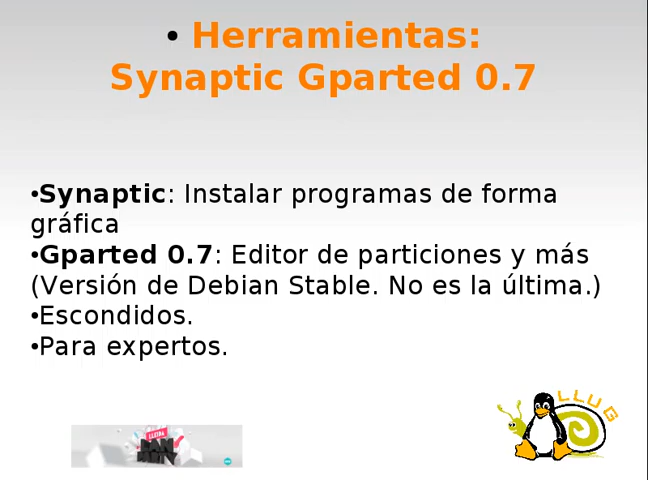 • Herramientas:
Synaptic Gparted 0.7
•Synaptic: Instalar programas de forma
gráfica
•Gparted 0.7: Editor de particiones y más
(Versión de Debian Stable. No es la última.)
•Escondidos.
•Para expertos.
LLUG
LLEIDA